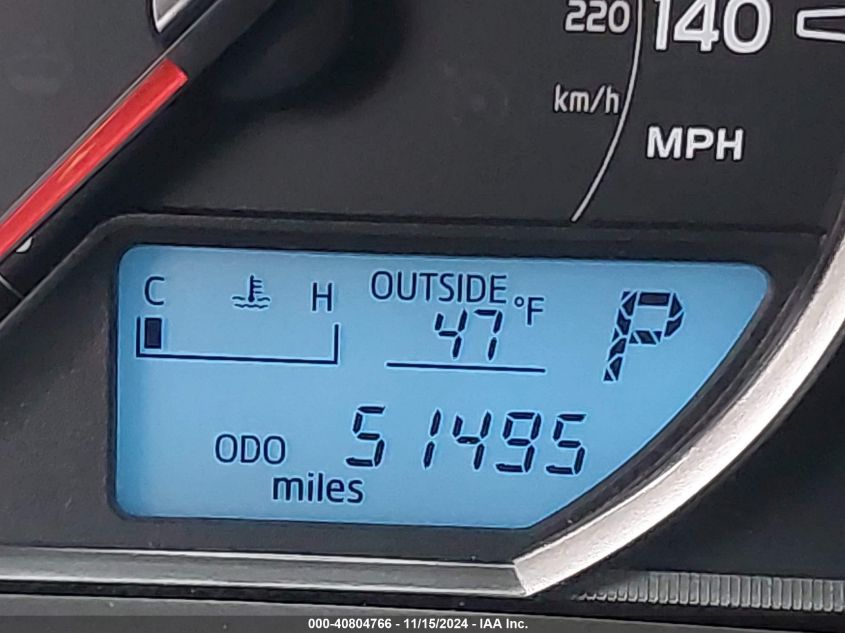 220 140
km/h
MPH
C H OUTSIDE °F
47 P
ODO 51495
miles
000-40804766 - 11/15/2024 - IAA Inc.